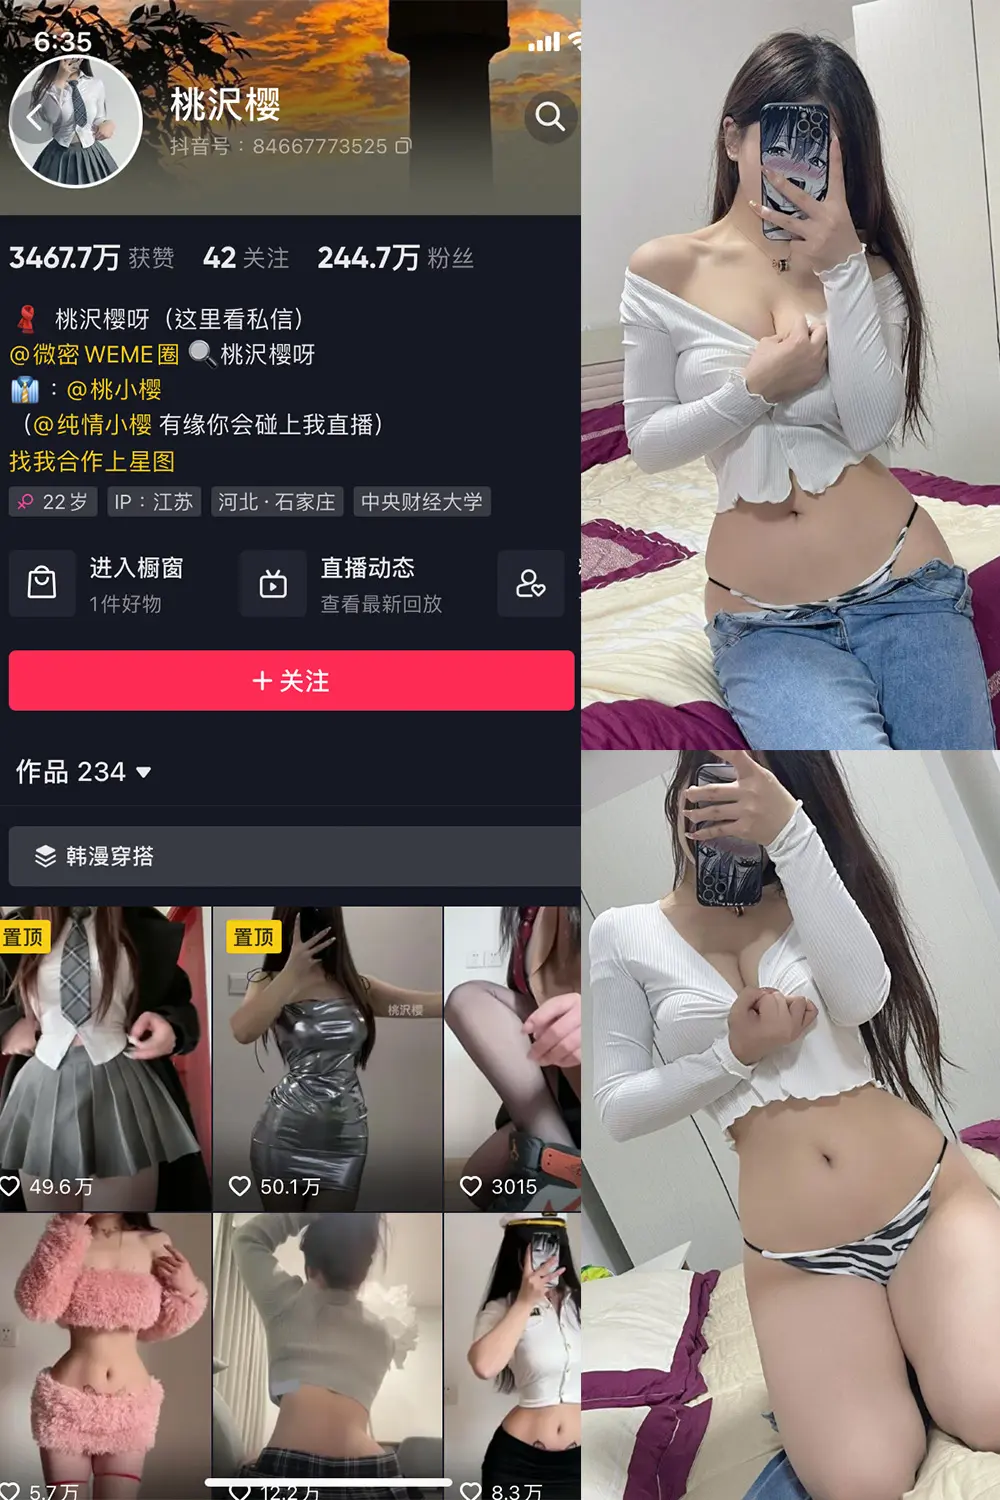 6:35
桃沢樱
抖音号：84667773525
3467.7万 获赞 42 关注 244.7万 粉丝
桃沢樱呀（这里看私信）
@微密 WEME圈 🔍桃沢樱呀
：@桃小樱
（@纯情小樱 有缘你会碰上我直播）
找我合作上星图
22岁 IP：江苏 河北·石家庄 中央财经大学
进入橱窗
1件好物
直播动态
查看最新回放
+ 关注
作品 234
韩漫穿搭
置顶
置顶
桃沢樱
49.6万
50.1万
3015
5.7万
12.2万
8.3万